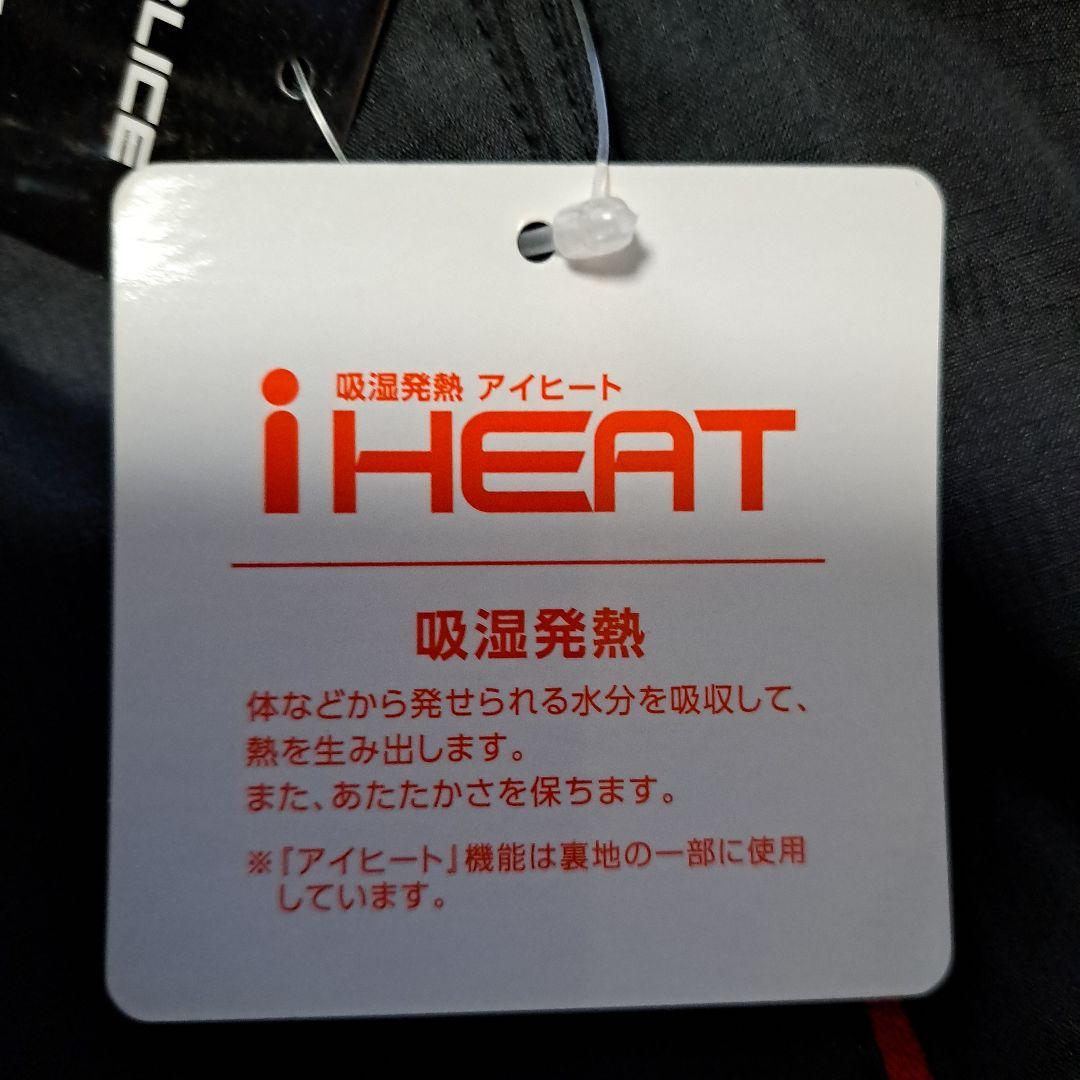 吸湿発熱 アイヒート
iHEAT
吸湿発熱
体などから発せられる水分を吸収して、
熱を生み出します。
また、あたたかさを保ちます。
※『アイヒート』機能は裏地の一部に使用
しています。